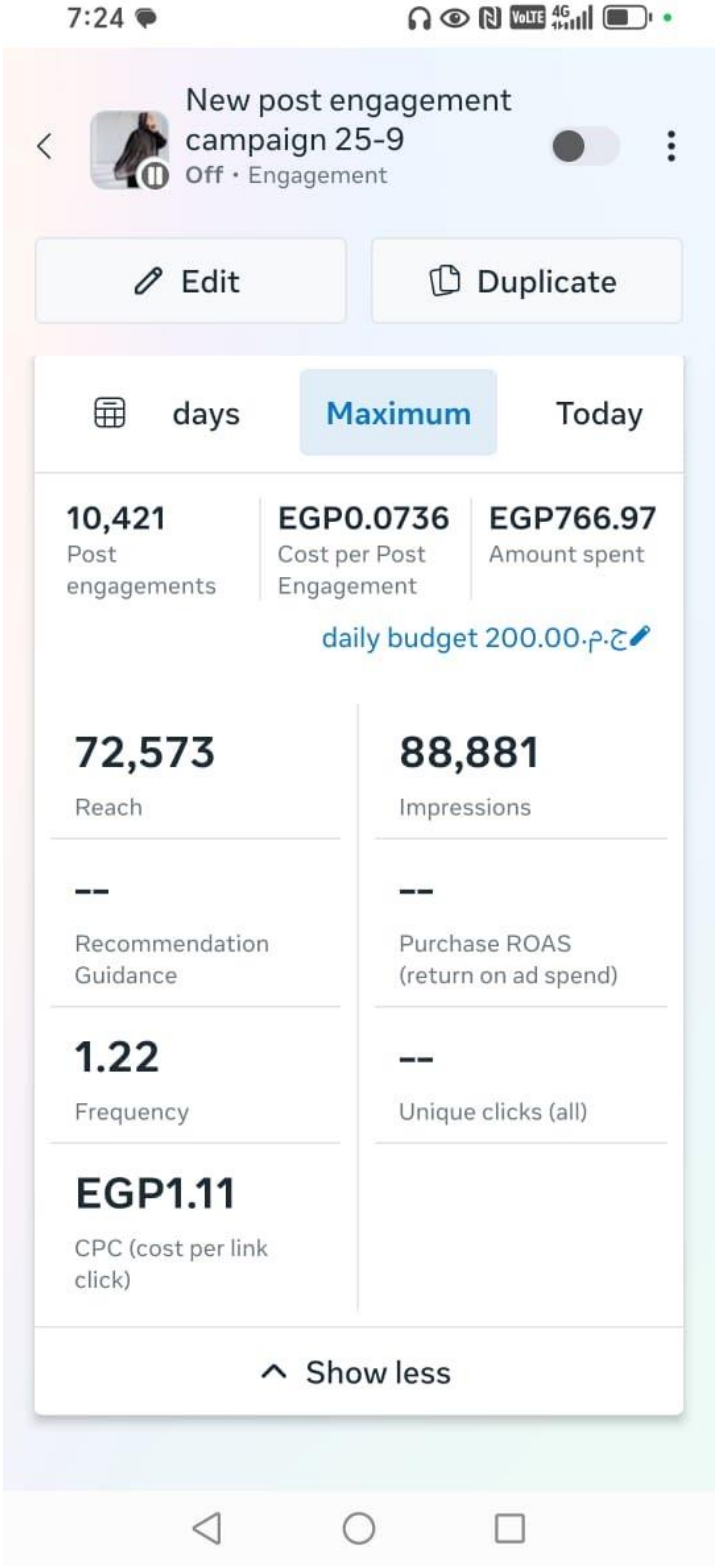 7:24
VoLTE 4G
New post engagement
campaign 25-9
Off • Engagement
Edit
Duplicate
days
Maximum
Today
10,421
Post
engagements
EGP0.0736
Cost per Post
Engagement
EGP766.97
Amount spent
daily budget 200.00ج.م.
72,573
Reach
88,881
Impressions
--
Recommendation
Guidance
--
Purchase ROAS
(return on ad spend)
1.22
Frequency
--
Unique clicks (all)
EGP1.11
CPC (cost per link
click)
Show less